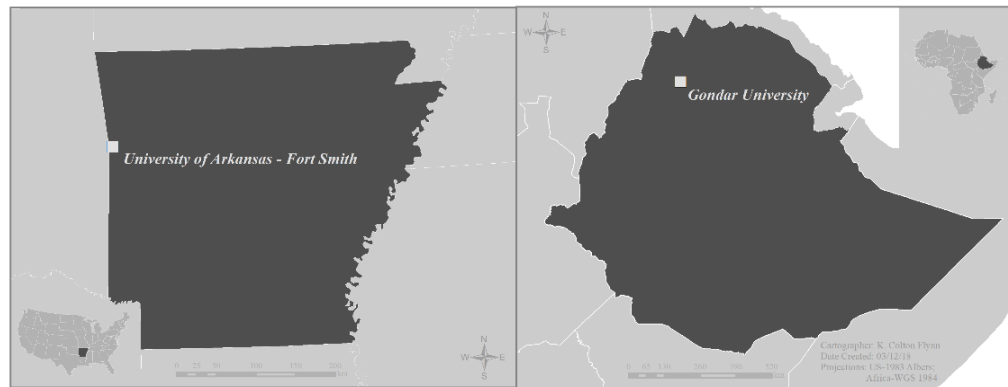 N
W E
S
University of Arkansas - Fort Smith
N
W E
S
Gondar University
Cartographer: K. Colton Flynn
Date Created: 03/12/18
Projections: US-1983 Albers;
Africa-WGS 1984